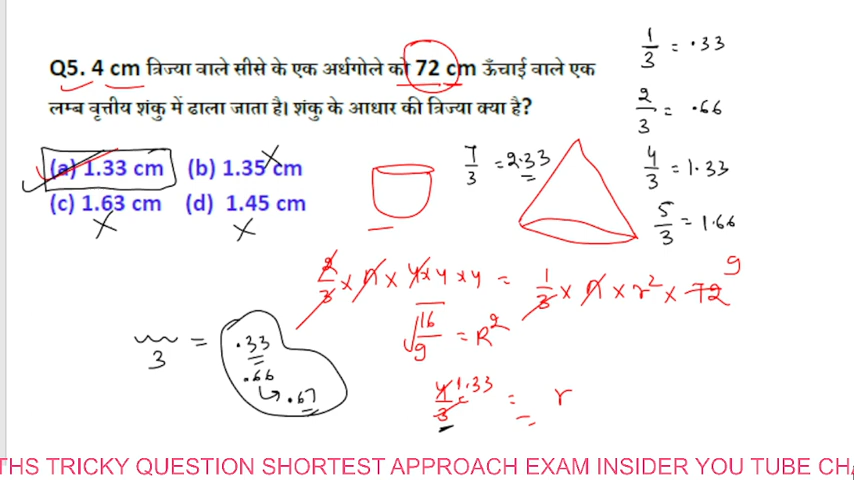 Q5. 4 cm त्रिज्या वाले सीसे के एक अर्धगोले को 72 cm ऊँचाई वाले एक
लम्ब वृत्तीय शंकु में ढाला जाता है। शंकु के आधार की त्रिज्या क्या है?
(a) 1.33 cm (b) 1.35 cm
(c) 1.63 cm (d) 1.45 cm
1/3 = .33
2/3 = .66
7/3 = 2.33
4/3 = 1.33
5/3 = 1.66
2/3 × π × 4 × 4 × 4 = 1/3 × π × r² × 72 9
√16/9 = R²
3 = .33
.66
↳ .67
4/3 = 1.33 = r
THS TRICKY QUESTION SHORTEST APPROACH EXAM INSIDER YOU TUBE CHA